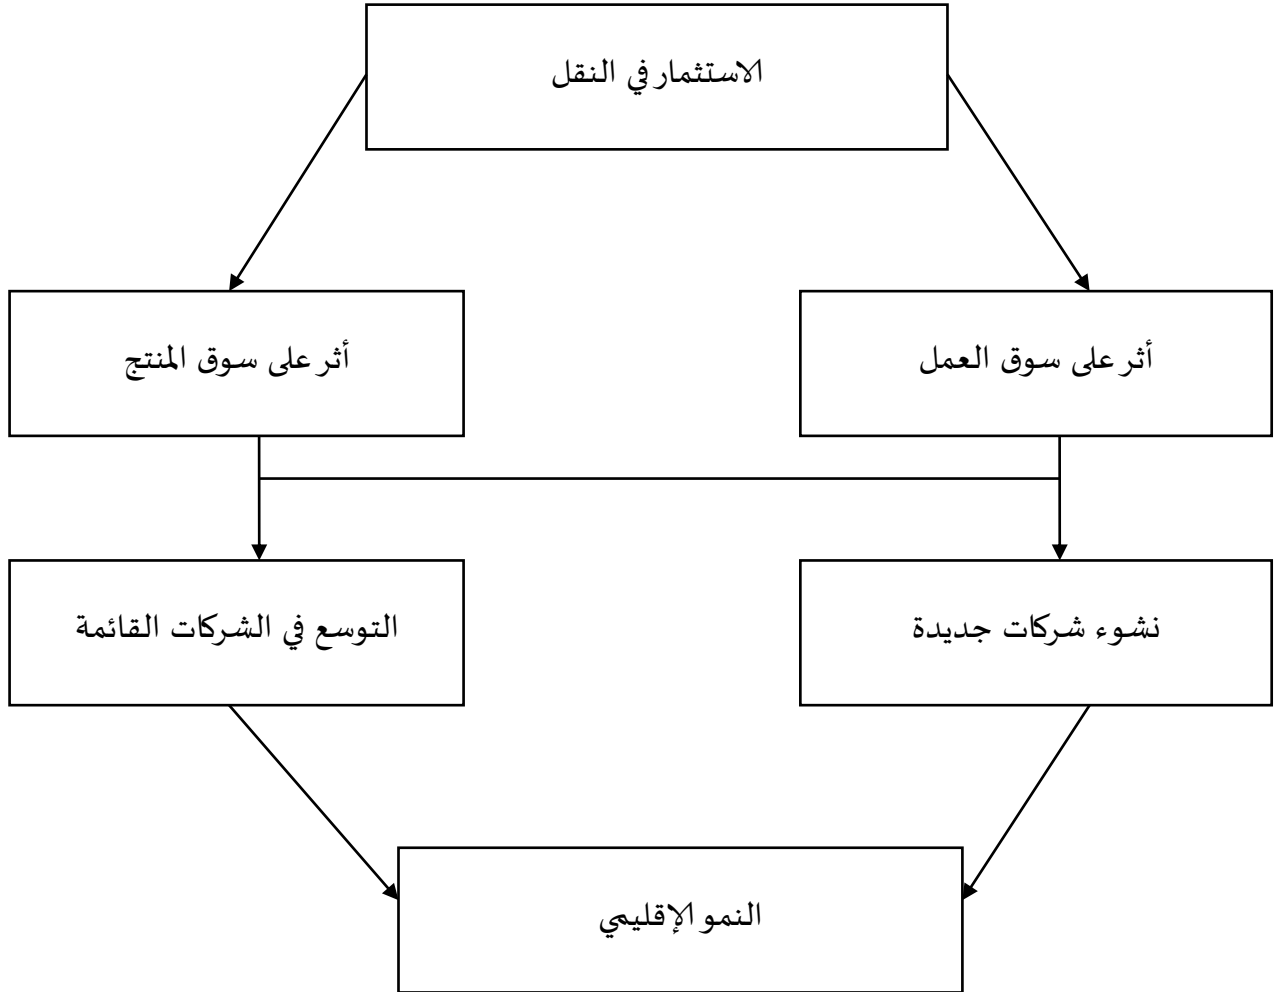 الاستثمار في النقل
أثر على سوق العمل
أثر على سوق المنتج
نشوء شركات جديدة
التوسع في الشركات القائمة
النمو الإقليمي